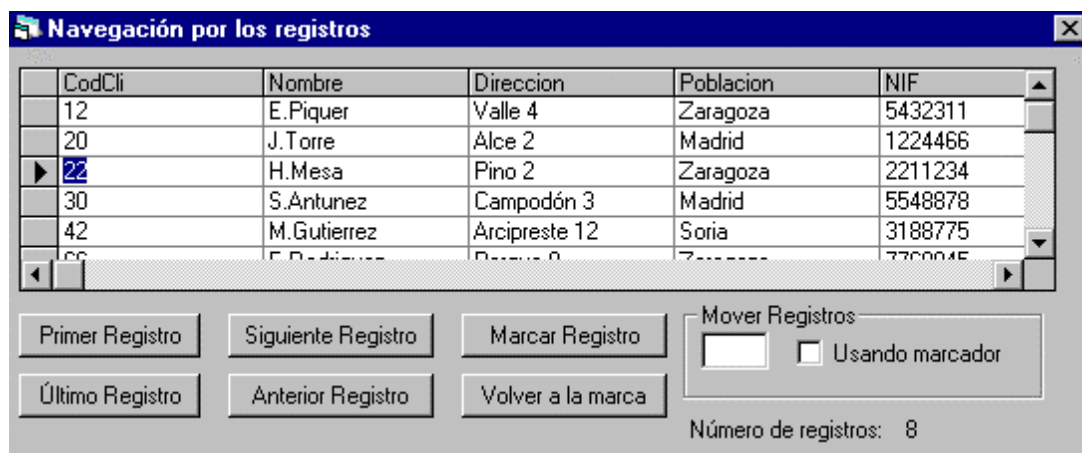 Navegación por los registros
CodCli Nombre Direccion Poblacion NIF
12 E.Piquer Valle 4 Zaragoza 5432311
20 J.Torre Alce 2 Madrid 1224466
22 H.Mesa Pino 2 Zaragoza 2211234
30 S.Antunez Campodón 3 Madrid 5548878
42 M.Gutierrez Arcipreste 12 Soria 3188775
Primer Registro Siguiente Registro Marcar Registro Mover Registros
Usando marcador
Último Registro Anterior Registro Volver a la marca
Número de registros: 8